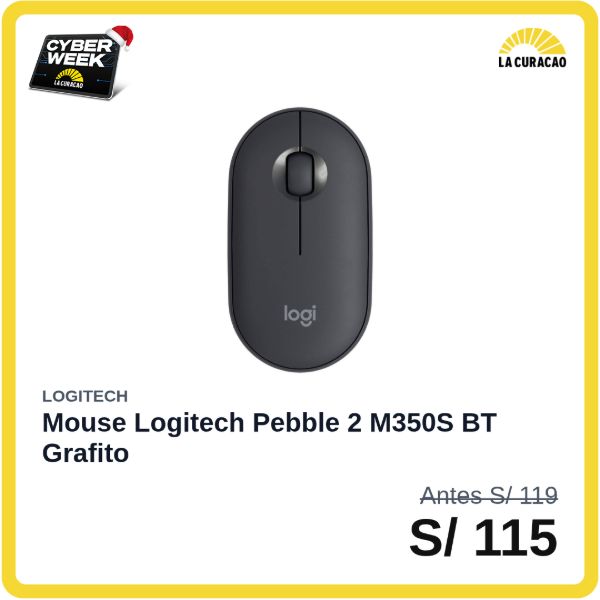 CYBER
WEEK
LA CURACAO
LA CURACAO
logi
LOGITECH
Mouse Logitech Pebble 2 M350S BT
Grafito
Antes S/ 119
S/ 115